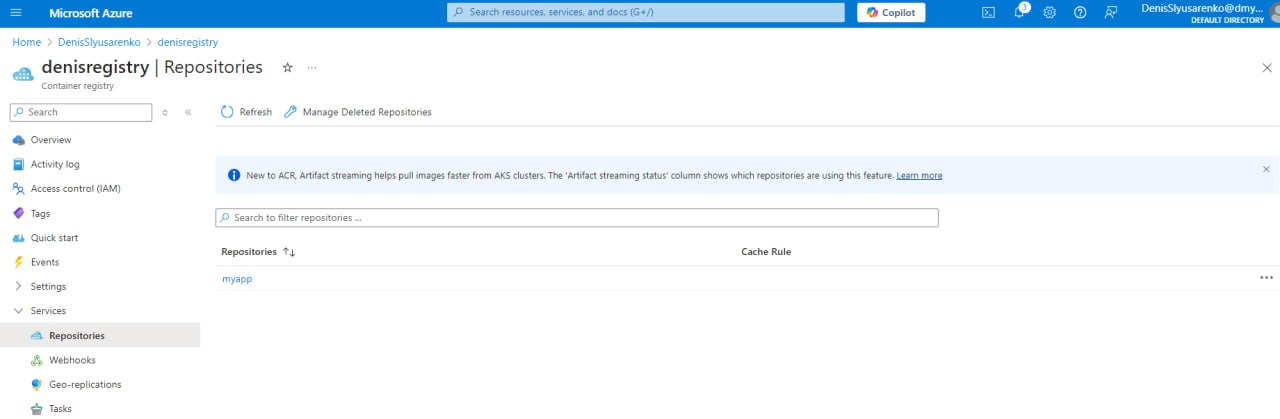 Microsoft Azure
Search resources, services, and docs (G+/)
Copilot
3
DenisSlyusarenko@dmy...
DEFAULT DIRECTORY
Home > DenisSlyusarenko > denisregistry
denisregistry | Repositories
Container registry
Search
Refresh
Manage Deleted Repositories
Overview
Activity log
Access control (IAM)
Tags
Quick start
Events
Settings
Services
Repositories
Webhooks
Geo-replications
Tasks
New to ACR, Artifact streaming helps pull images faster from AKS clusters. The 'Artifact streaming status' column shows which repositories are using this feature. Learn more
Search to filter repositories ...
Repositories Cache Rule
myapp